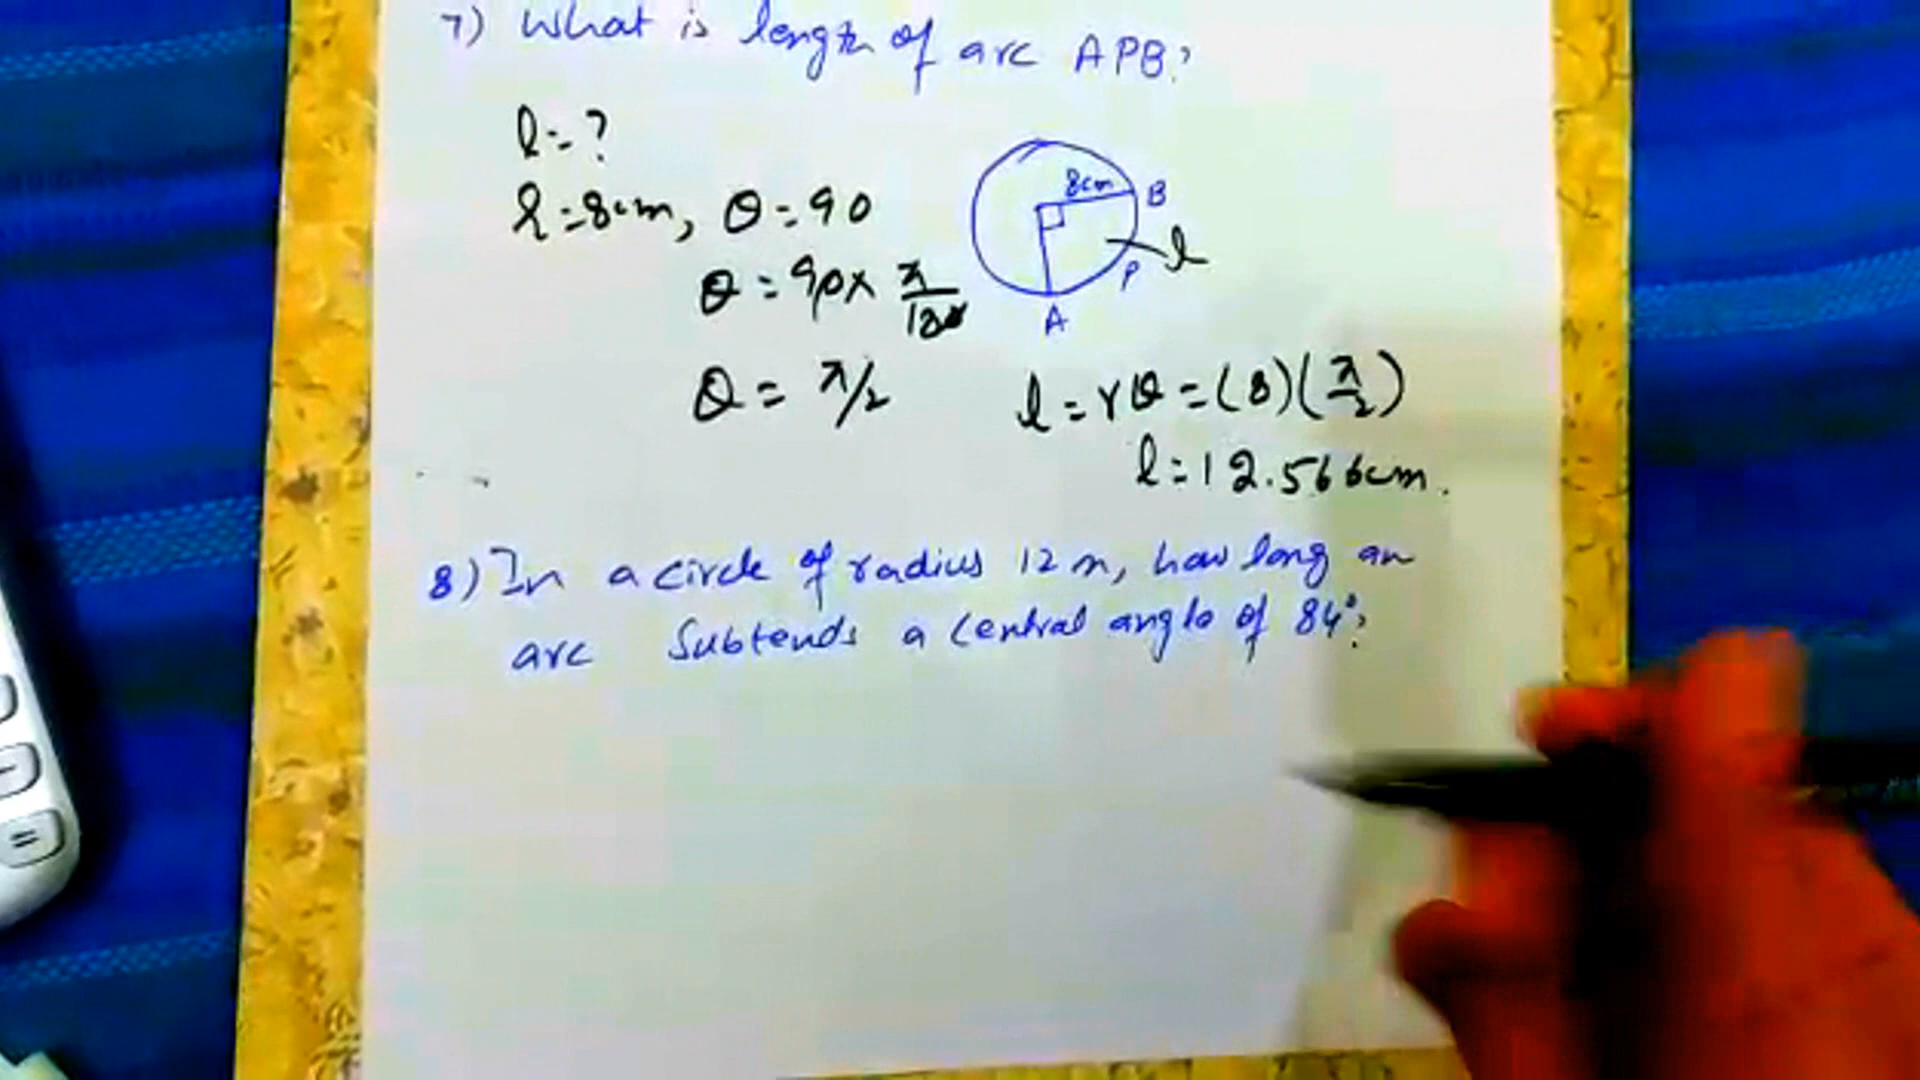 7) What is length of arc APB?
l = ?
r = 8cm, θ = 90
8cm
B
θ = 90 x π/180
l
P
A
θ = π/2
l = rθ = (8)(π/2)
l = 12.566cm.
8) In a circle of radius 12 m, how long an
arc Subtends a central angle of 84°?
=